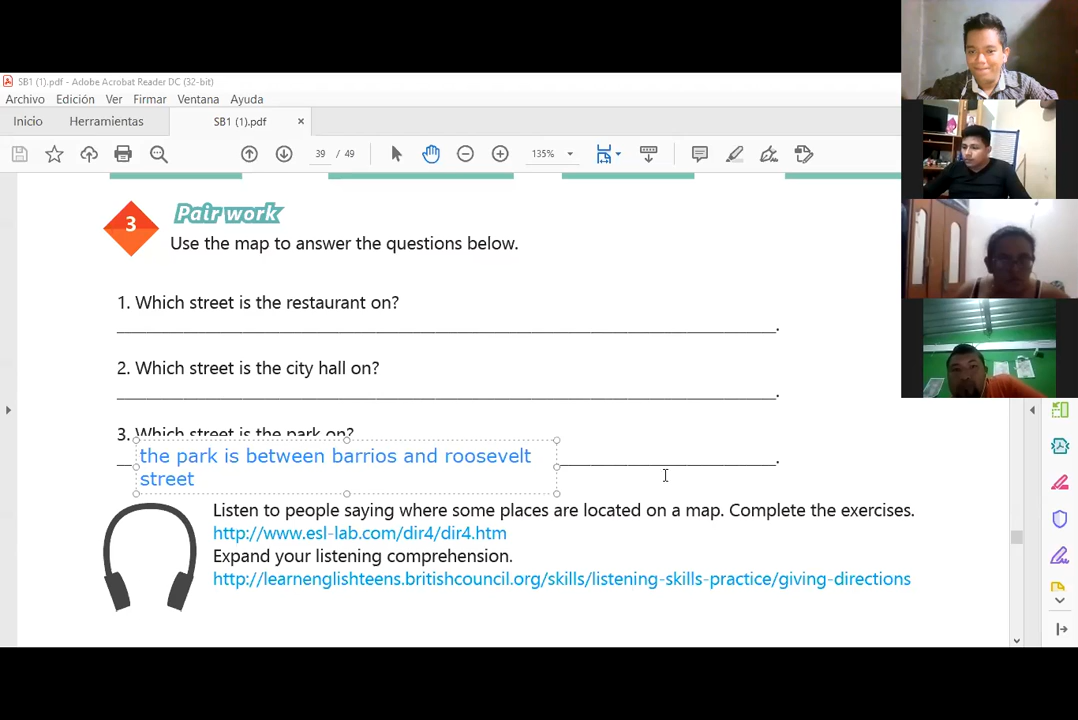 SB1 (1).pdf - Adobe Acrobat Reader DC (32-bit)
Archivo Edición Ver Firmar Ventana Ayuda
Inicio Herramientas SB1 (1).pdf ×
39 / 49 135%
3 Pair work
Use the map to answer the questions below.
1. Which street is the restaurant on?
2. Which street is the city hall on?
3. Which street is the park on?
the park is between barrios and roosevelt
street
Listen to people saying where some places are located on a map. Complete the exercises.
http://www.esl-lab.com/dir4/dir4.htm
Expand your listening comprehension.
http://learnenglishteens.britishcouncil.org/skills/listening-skills-practice/giving-directions